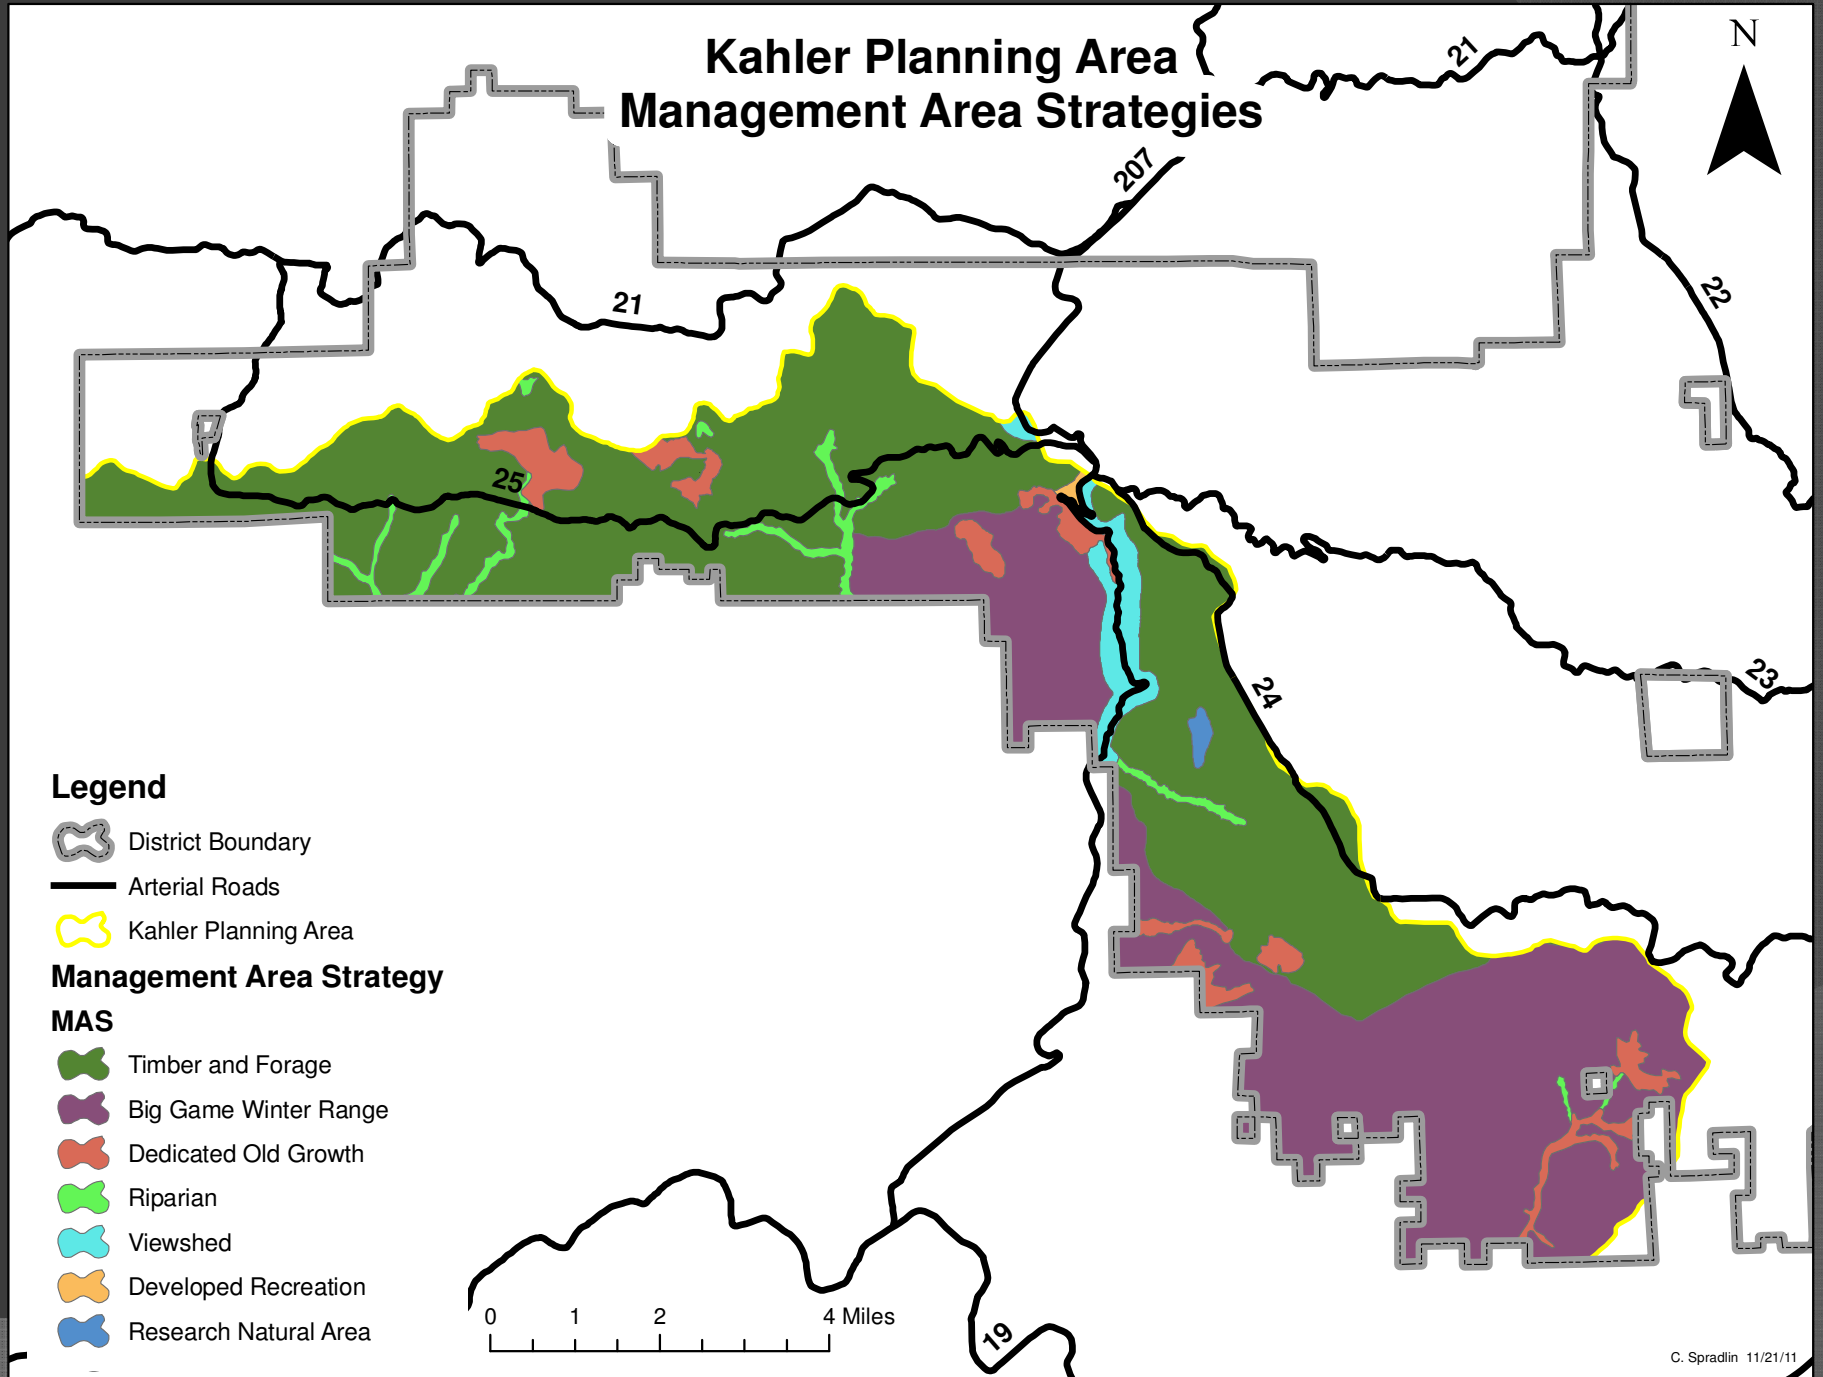 Kahler Planning Area
Management Area Strategies
N
21
207
22
21
25
24
23
Legend
District Boundary
Arterial Roads
Kahler Planning Area
Management Area Strategy
MAS
Timber and Forage
Big Game Winter Range
Dedicated Old Growth
Riparian
Viewshed
Developed Recreation
Research Natural Area
0 1 2 4 Miles
19
C. Spradlin 11/21/11